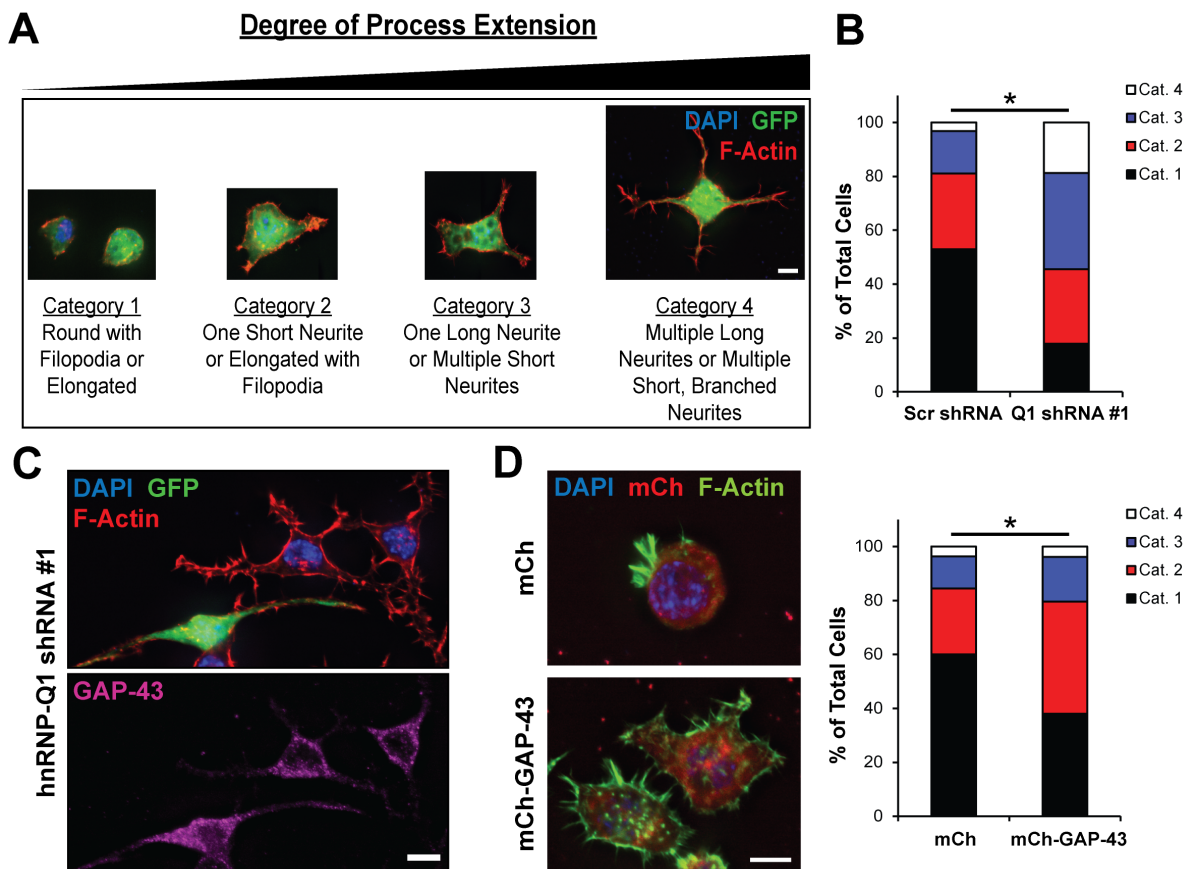 A
Degree of Process Extension
DAPI GFP
F-Actin
Category 1
Round with
Filopodia or
Elongated
Category 2
One Short Neurite
or Elongated with
Filopodia
Category 3
One Long Neurite
or Multiple Short
Neurites
Category 4
Multiple Long
Neurites or Multiple
Short, Branched
Neurites
B
% of Total Cells
100
80
60
40
20
0
*
Scr shRNA Q1 shRNA #1
Cat. 4
Cat. 3
Cat. 2
Cat. 1
C
hnRNP-Q1 shRNA #1
DAPI GFP
F-Actin
GAP-43
D
DAPI mCh F-Actin
mCh
mCh-GAP-43
% of Total Cells
100
80
60
40
20
0
*
mCh mCh-GAP-43
Cat. 4
Cat. 3
Cat. 2
Cat. 1